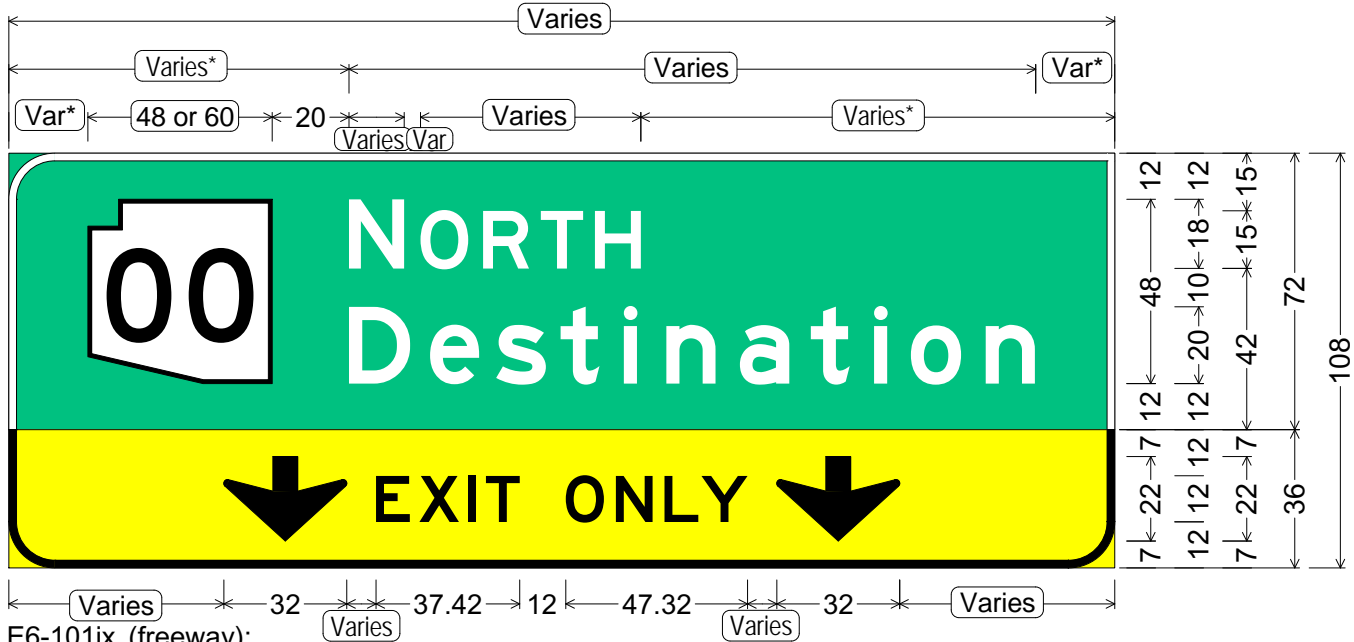 Varies
Varies* Varies Var*
Var* 48 or 60 20 Varies Var Varies Varies*
NORTH
Destination
00
EXIT ONLY
12 48 12 7 22 7
12 18 10 20 12 12 12 12
15 15 42 7 22 7
72 36
108
Varies 32 Varies 37.42 12 47.32 Varies 32 Varies
E6-101ix (freeway):